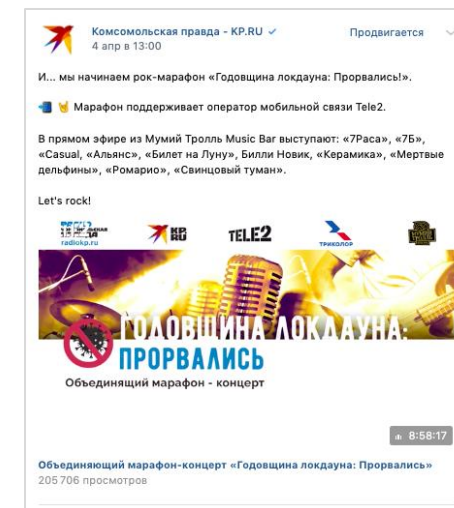 Комсомольская правда - KP.RU
Продвигается
4 апр в 13:00
И... мы начинаем рок-марафон «Годовщина локдауна: Прорвались!».
Марафон поддерживает оператор мобильной связи Tele2.
В прямом эфире из Мумий Тролль Music Bar выступают: «7Раса», «7Б»,
«Casual, «Альянс», «Билет на Луну», Билли Новик, «Керамика», «Мертвые
дельфины», «Ромарио», «Свинцовый туман».
Let's rock!
radiokp.ru
KP
RU
TELE2
ТРИКОЛОР
ГОДОВЩИНА ЛОКДАУНА:
ПРОРВАЛИСЬ
Объединящий марафон - концерт
8:58:17
Объединяющий марафон-концерт «Годовщина локдауна: Прорвались»
205 706 просмотров